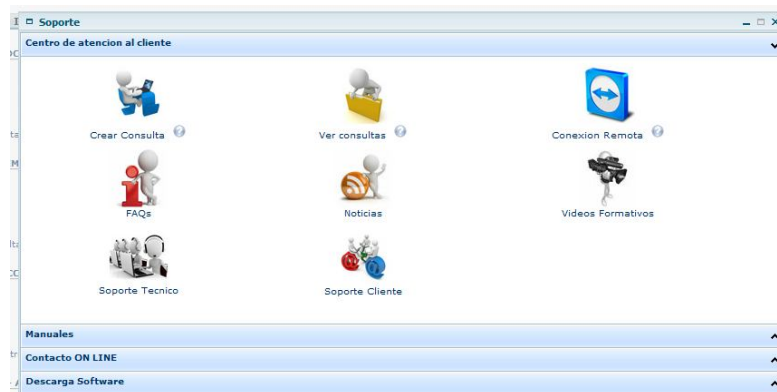 Soporte
Centro de atencion al cliente
Crear Consulta
Ver consultas
Conexion Remota
FAQs
Noticias
Videos Formativos
Soporte Tecnico
Soporte Cliente
Manuales
Contacto ON LINE
Descarga Software